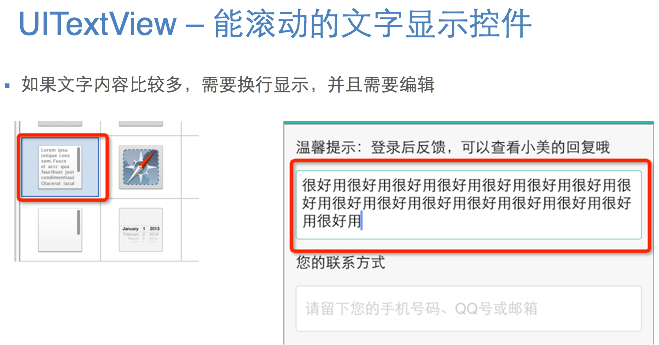 UITextView – 能滚动的文字显示控件
如果文字内容比较多，需要换行显示，并且需要编辑
Lorem ipsu
istique cons
sem.Fusce
et arcu qua
faucibus just
condimentiaui
Olacerat iacul
January 1 2013
温馨提示：登录后反馈，可以查看小美的回复哦
很好用很好用很好用很好用很好用很好用很好用很
好用很好用很好用很好用很好用很好用很好用很好
用很好用
您的联系方式
请留下您的手机号码、QQ号或邮箱